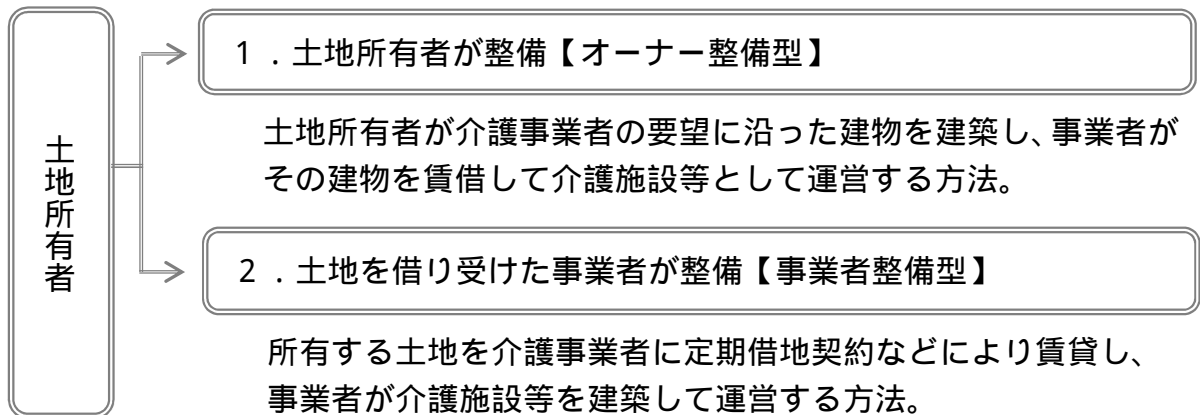 土地所有者
1．土地所有者が整備【オーナー整備型】
土地所有者が介護事業者の要望に沿った建物を建築し、事業者が
その建物を賃借して介護施設等として運営する方法。
2．土地を借り受けた事業者が整備【事業者整備型】
所有する土地を介護事業者に定期借地契約などにより賃貸し、
事業者が介護施設等を建築して運営する方法。